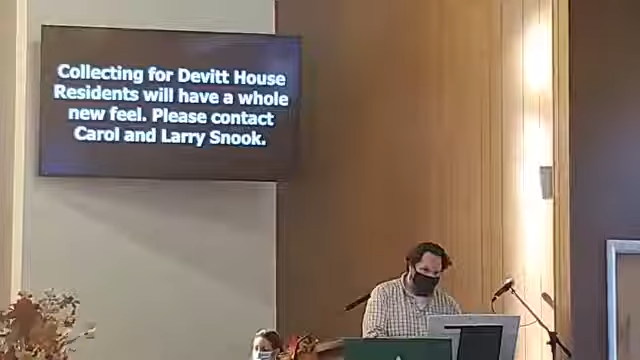 Collecting for Devitt House
Residents will have a whole
new feel. Please contact
Carol and Larry Snook.